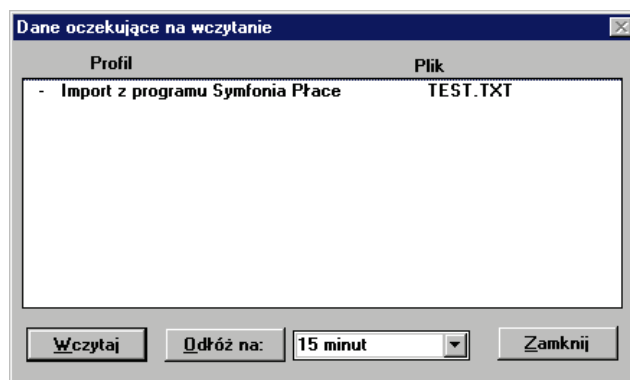 Dane oczekujące na wczytanie
Profil Plik
- Import z programu Symfonia Płace TEST.TXT
Wczytaj Odłóż na: 15 minut Zamknij